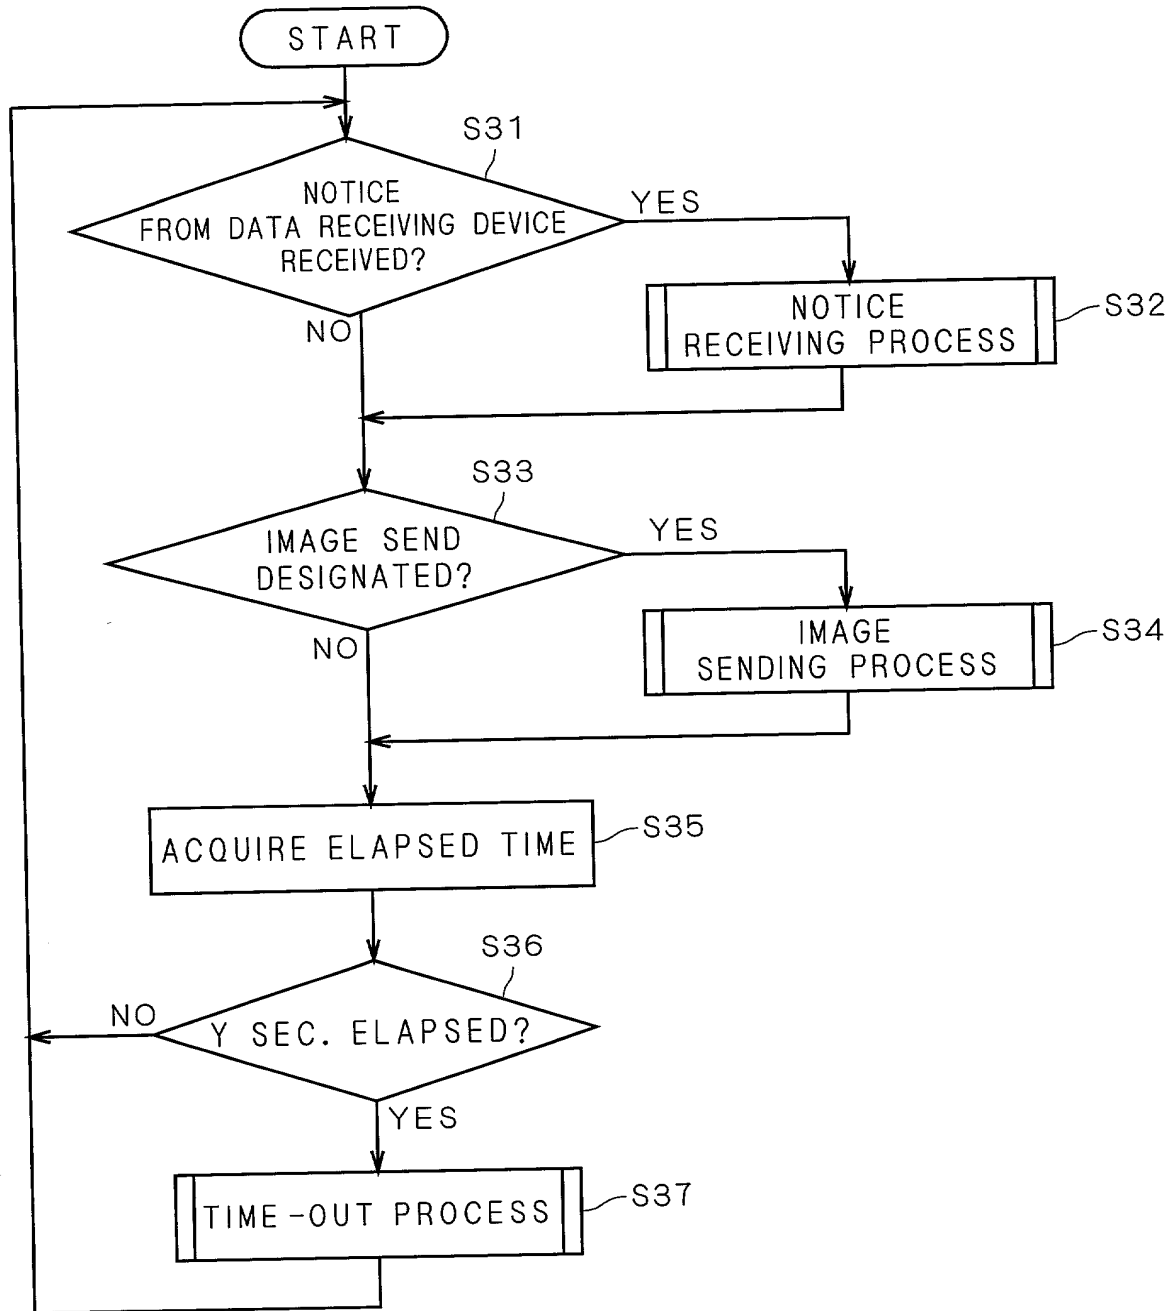 START
S31
NOTICE
FROM DATA RECEIVING DEVICE
RECEIVED?
YES
NO
NOTICE
RECEIVING PROCESS
S32
S33
IMAGE SEND
DESIGNATED?
YES
NO
IMAGE
SENDING PROCESS
S34
ACQUIRE ELAPSED TIME
S35
S36
Y SEC. ELAPSED?
NO
YES
TIME-OUT PROCESS
S37